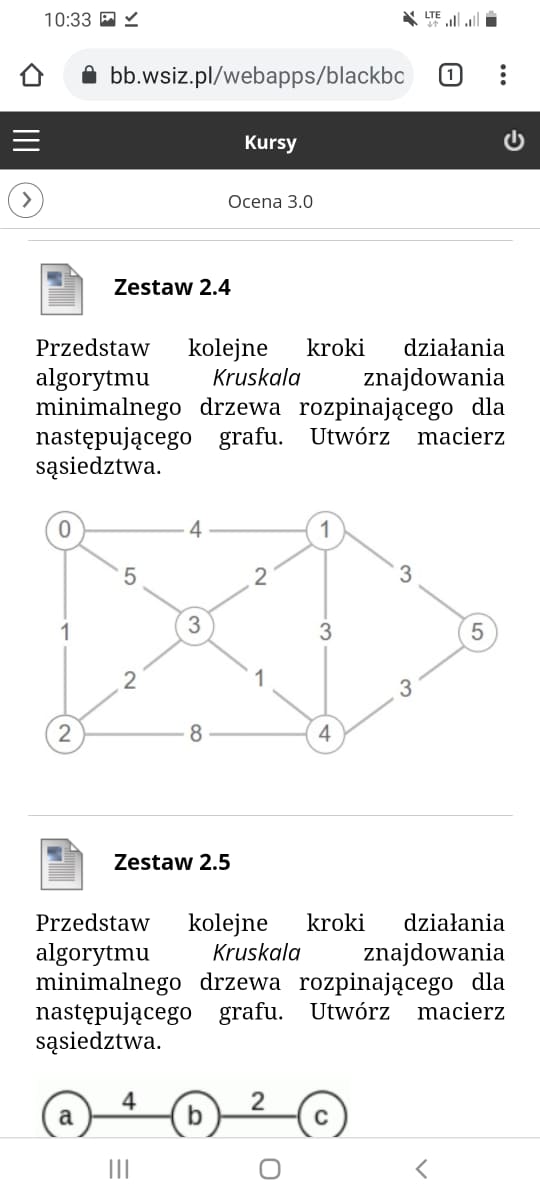 10:33
LTE
bb.wsiz.pl/webapps/blackbc
1
Kursy
Ocena 3.0
Zestaw 2.4
Przedstaw kolejne kroki działania
algorytmu Kruskala znajdowania
minimalnego drzewa rozpinającego dla
następującego grafu. Utwórz macierz
sąsiedztwa.
0 4 1
5 2 3
1 3 3 5
2 1 3
2 8 4
Zestaw 2.5
Przedstaw kolejne kroki działania
algorytmu Kruskala znajdowania
minimalnego drzewa rozpinającego dla
następującego grafu. Utwórz macierz
sąsiedztwa.
a 4 b 2 c